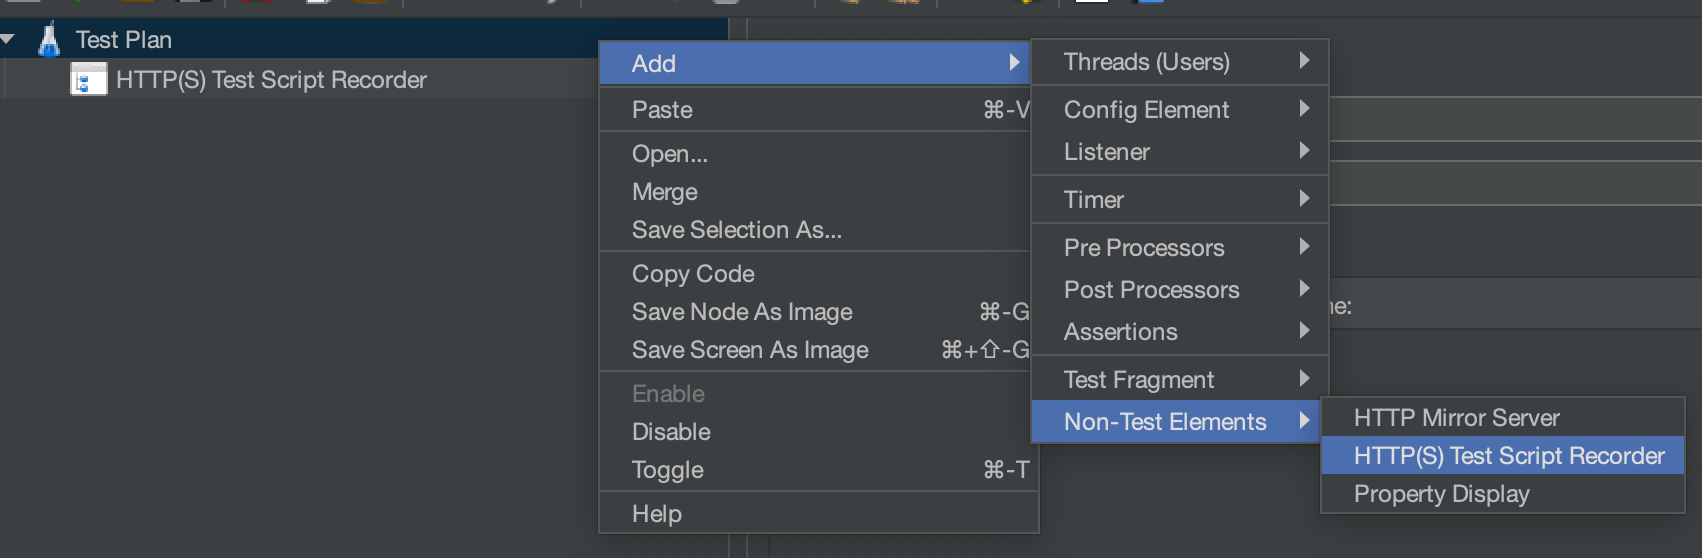 Test Plan
HTTP(S) Test Script Recorder
Add
Paste ⌘-V
Open...
Merge
Save Selection As...
Copy Code
Save Node As Image ⌘-G
Save Screen As Image ⌘+⇧-G
Enable
Disable
Toggle ⌘-T
Help
Threads (Users)
Config Element
Listener
Timer
Pre Processors
Post Processors
Assertions
Test Fragment
Non-Test Elements
HTTP Mirror Server
HTTP(S) Test Script Recorder
Property Display